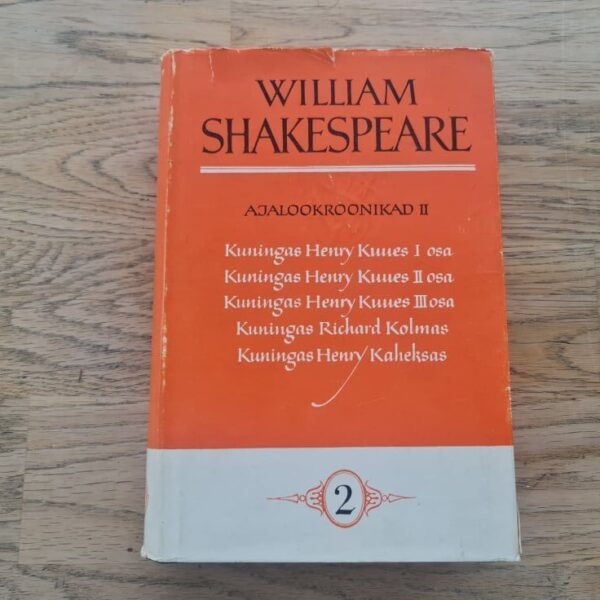 WILLIAM
SHAKESPEARE
AJALOOKROONIKAD II
Kuningas Henry Kuues I osa
Kuningas Henry Kuues II osa
Kuningas Henry Kuues III osa
Kuningas Richard Kolmas
Kuningas Henry Kaheksas
2